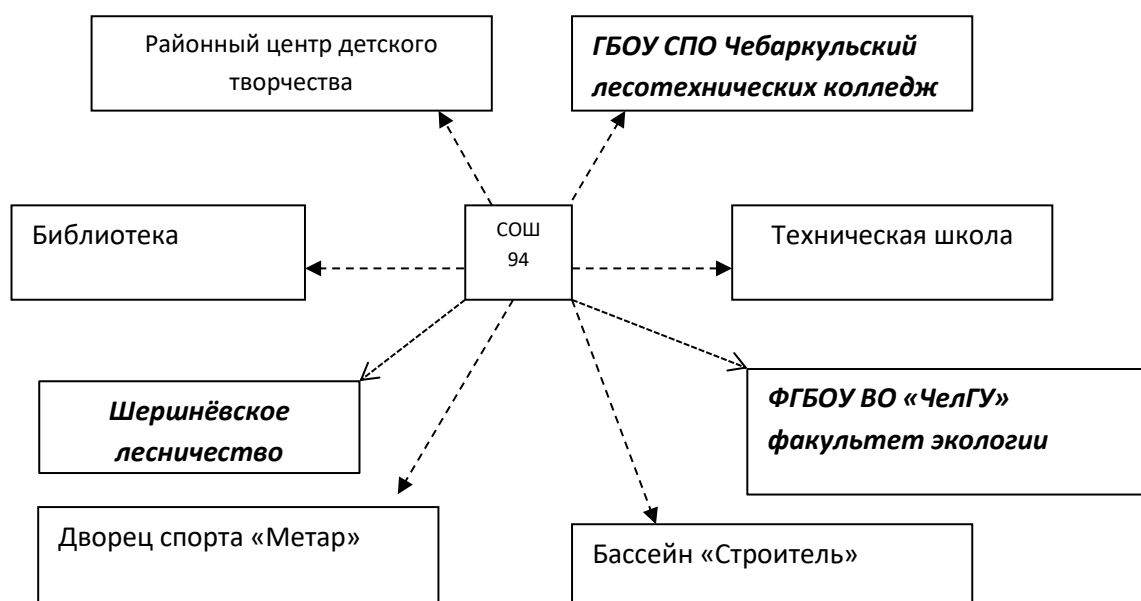 Районный центр детского
творчества
ГБОУ СПО Чебаркульский
лесотехнических колледж
Библиотека
СОШ
94
Техническая школа
Шершнёвское
лесничество
ФГБОУ ВО «ЧелГУ»
факультет экологии
Дворец спорта «Метар»
Бассейн «Строитель»